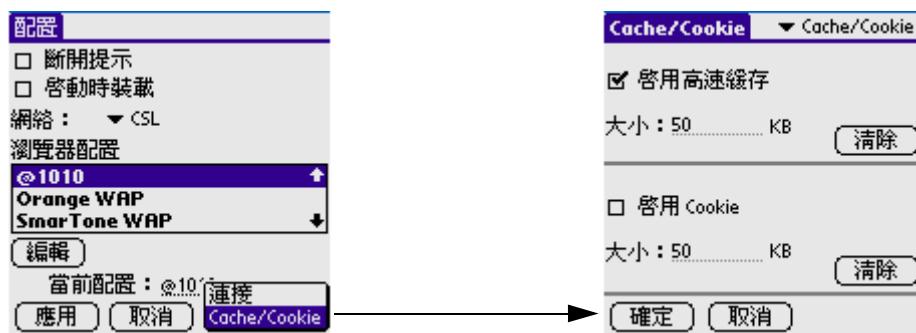 配置
斷開提示
啓動時裝載
網絡： CSL
瀏覽器配置
@1010
Orange WAP
SmarTone WAP
編輯
當前配置：@101
連接
應用 取消 Cache/Cookie
Cache/Cookie Cache/Cookie
啓用高速緩存
大小：50 KB
清除
啓用 Cookie
大小：50 KB
清除
確定 取消